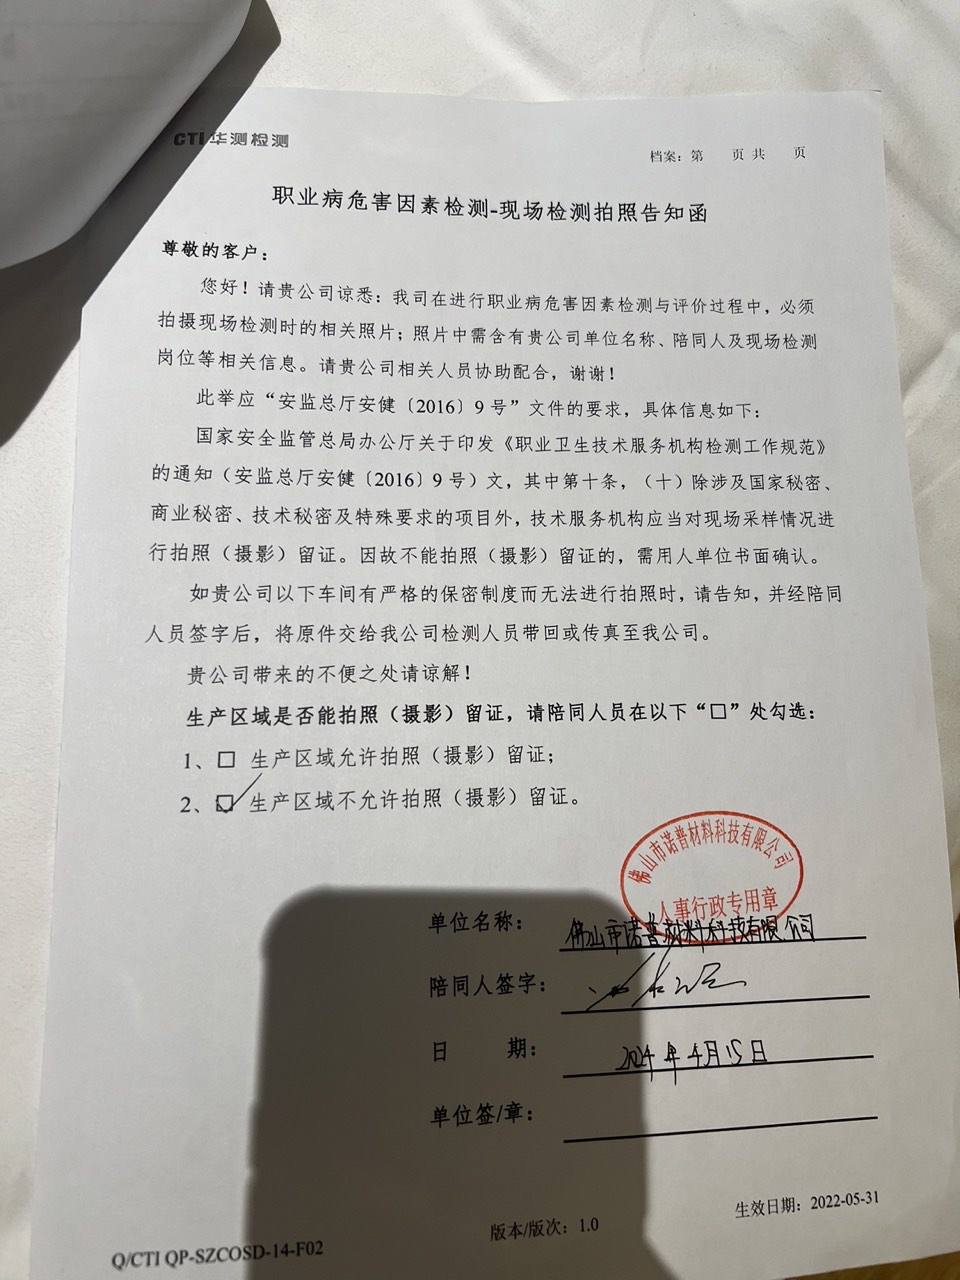 CTI华测检测
档案：第 页 共 页
职业病危害因素检测-现场检测拍照告知函
尊敬的客户：
您好！请贵公司谅悉：我司在进行职业病危害因素检测与评价过程中，必须
拍摄现场检测时的相关照片；照片中需含有贵公司单位名称、陪同人及现场检测
岗位等相关信息。请贵公司相关人员协助配合，谢谢！
此举应“安监总厅安健〔2016〕9 号”文件的要求，具体信息如下：
国家安全监管总局办公厅关于印发《职业卫生技术服务机构检测工作规范》
的通知（安监总厅安健〔2016〕9 号）文，其中第十条，（十）除涉及国家秘密、
商业秘密、技术秘密及特殊要求的项目外，技术服务机构应当对现场采样情况进
行拍照（摄影）留证。因故不能拍照（摄影）留证的，需用人单位书面确认。
如贵公司以下车间有严格的保密制度而无法进行拍照时，请告知，并经陪同
人员签字后，将原件交给我公司检测人员带回或传真至我公司。
贵公司带来的不便之处请谅解！
生产区域是否能拍照（摄影）留证，请陪同人员在以下“□”处勾选：
1、□ 生产区域允许拍照（摄影）留证；
2、☑ 生产区域不允许拍照（摄影）留证。
佛山市诺普材料科技有限公司
人事行政专用章
单位名称： 佛山市诺普材料科技有限公司
陪同人签字：
日 期： 2024年4月15日
单位签/章：
生效日期：2022-05-31
版本/版次：1.0
Q/CTI QP-SZCOSD-14-F02